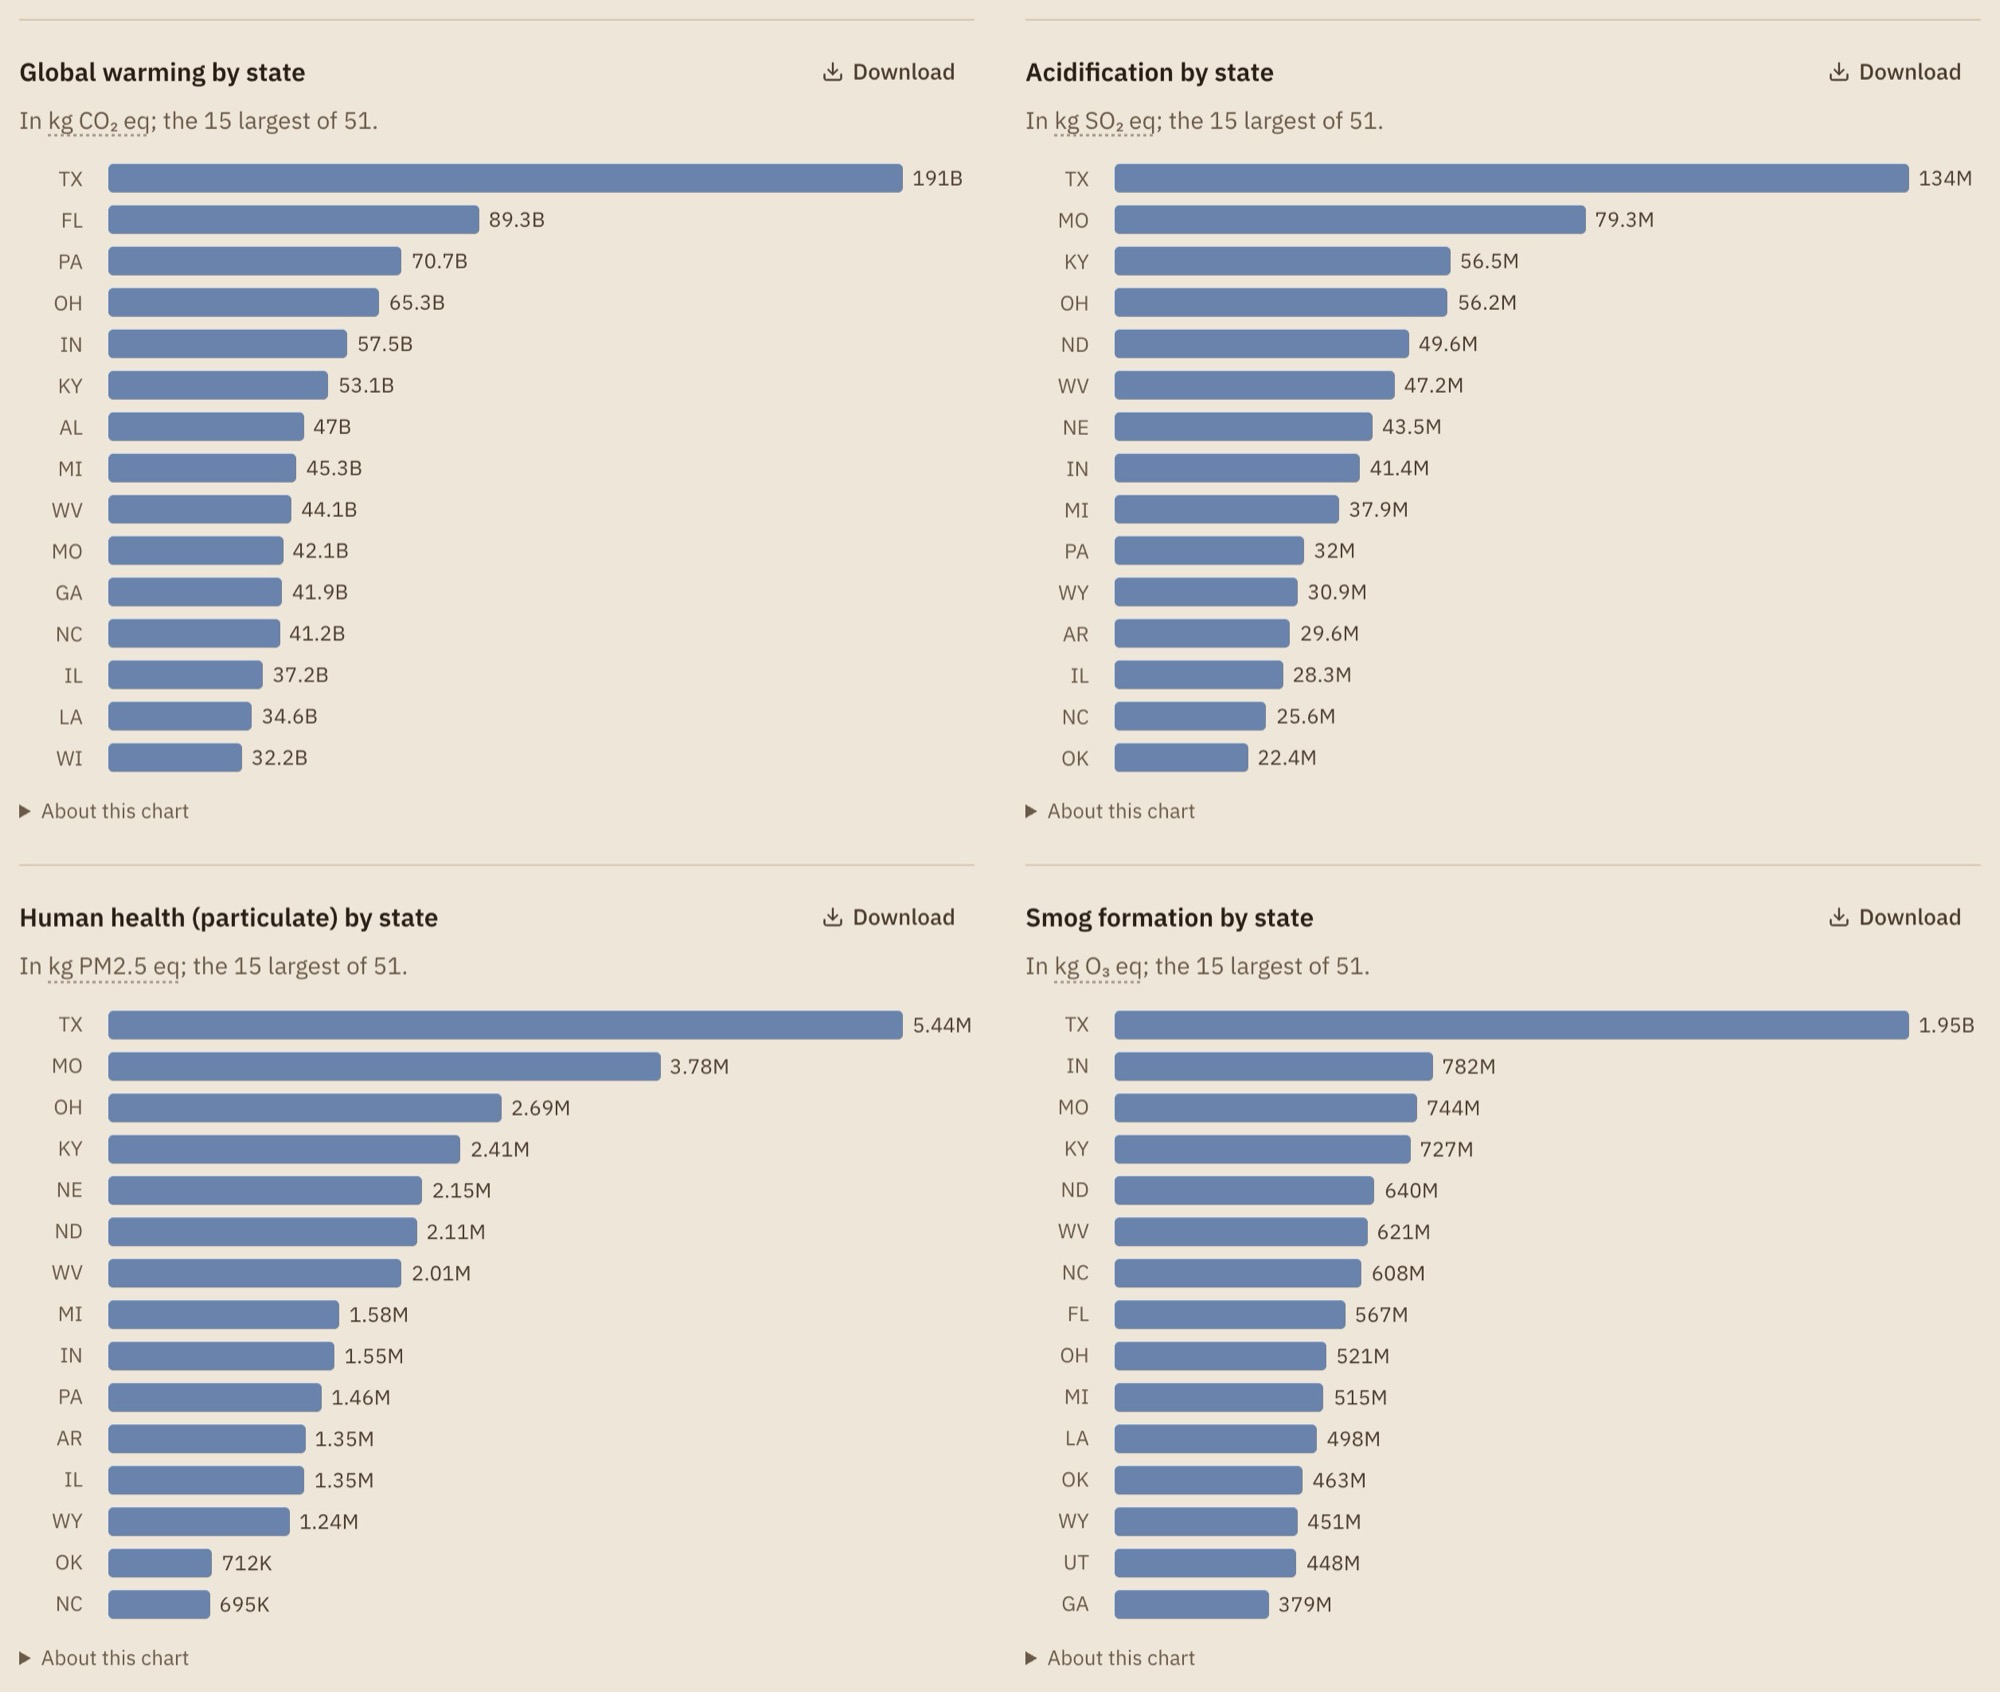 Global warming by state
Download
In kg CO₂ eq; the 15 largest of 51.
TX 191B
FL 89.3B
PA 70.7B
OH 65.3B
IN 57.5B
KY 53.1B
AL 47B
MI 45.3B
WV 44.1B
MO 42.1B
GA 41.9B
NC 41.2B
IL 37.2B
LA 34.6B
WI 32.2B
About this chart
Acidification by state
Download
In kg SO₂ eq; the 15 largest of 51.
TX 134M
MO 79.3M
KY 56.5M
OH 56.2M
ND 49.6M
WV 47.2M
NE 43.5M
IN 41.4M
MI 37.9M
PA 32M
WY 30.9M
AR 29.6M
IL 28.3M
NC 25.6M
OK 22.4M
About this chart
Human health (particulate) by state
Download
In kg PM2.5 eq; the 15 largest of 51.
TX 5.44M
MO 3.78M
OH 2.69M
KY 2.41M
NE 2.15M
ND 2.11M
WV 2.01M
MI 1.58M
IN 1.55M
PA 1.46M
AR 1.35M
IL 1.35M
WY 1.24M
OK 712K
NC 695K
About this chart
Smog formation by state
Download
In kg O₃ eq; the 15 largest of 51.
TX 1.95B
IN 782M
MO 744M
KY 727M
ND 640M
WV 621M
NC 608M
FL 567M
OH 521M
MI 515M
LA 498M
OK 463M
WY 451M
UT 448M
GA 379M
About this chart